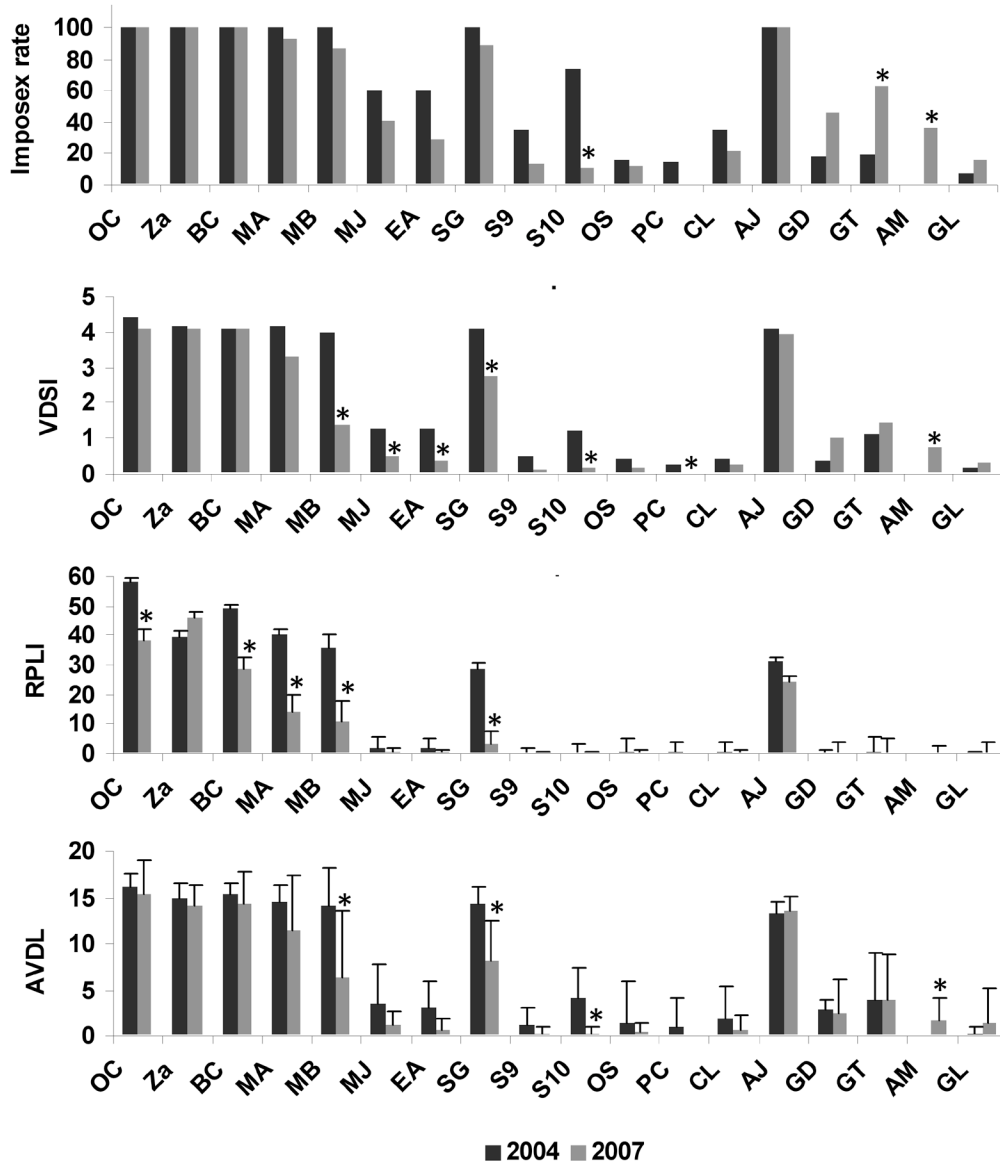 Imposex rate
100
80
60
40
20
0
OC Za BC MA MB MJ EA SG S9 S10 OS PC CL AJ GD GT AM GL
* * *
VDSI
5
4
3
2
1
0
OC Za BC MA MB MJ EA SG S9 S10 OS PC CL AJ GD GT AM GL
* * * * * * *
RPLI
60
50
40
30
20
10
0
OC Za BC MA MB MJ EA SG S9 S10 OS PC CL AJ GD GT AM GL
* * * * *
AVDL
20
15
10
5
0
OC Za BC MA MB MJ EA SG S9 S10 OS PC CL AJ GD GT AM GL
* * * *
2004 2007